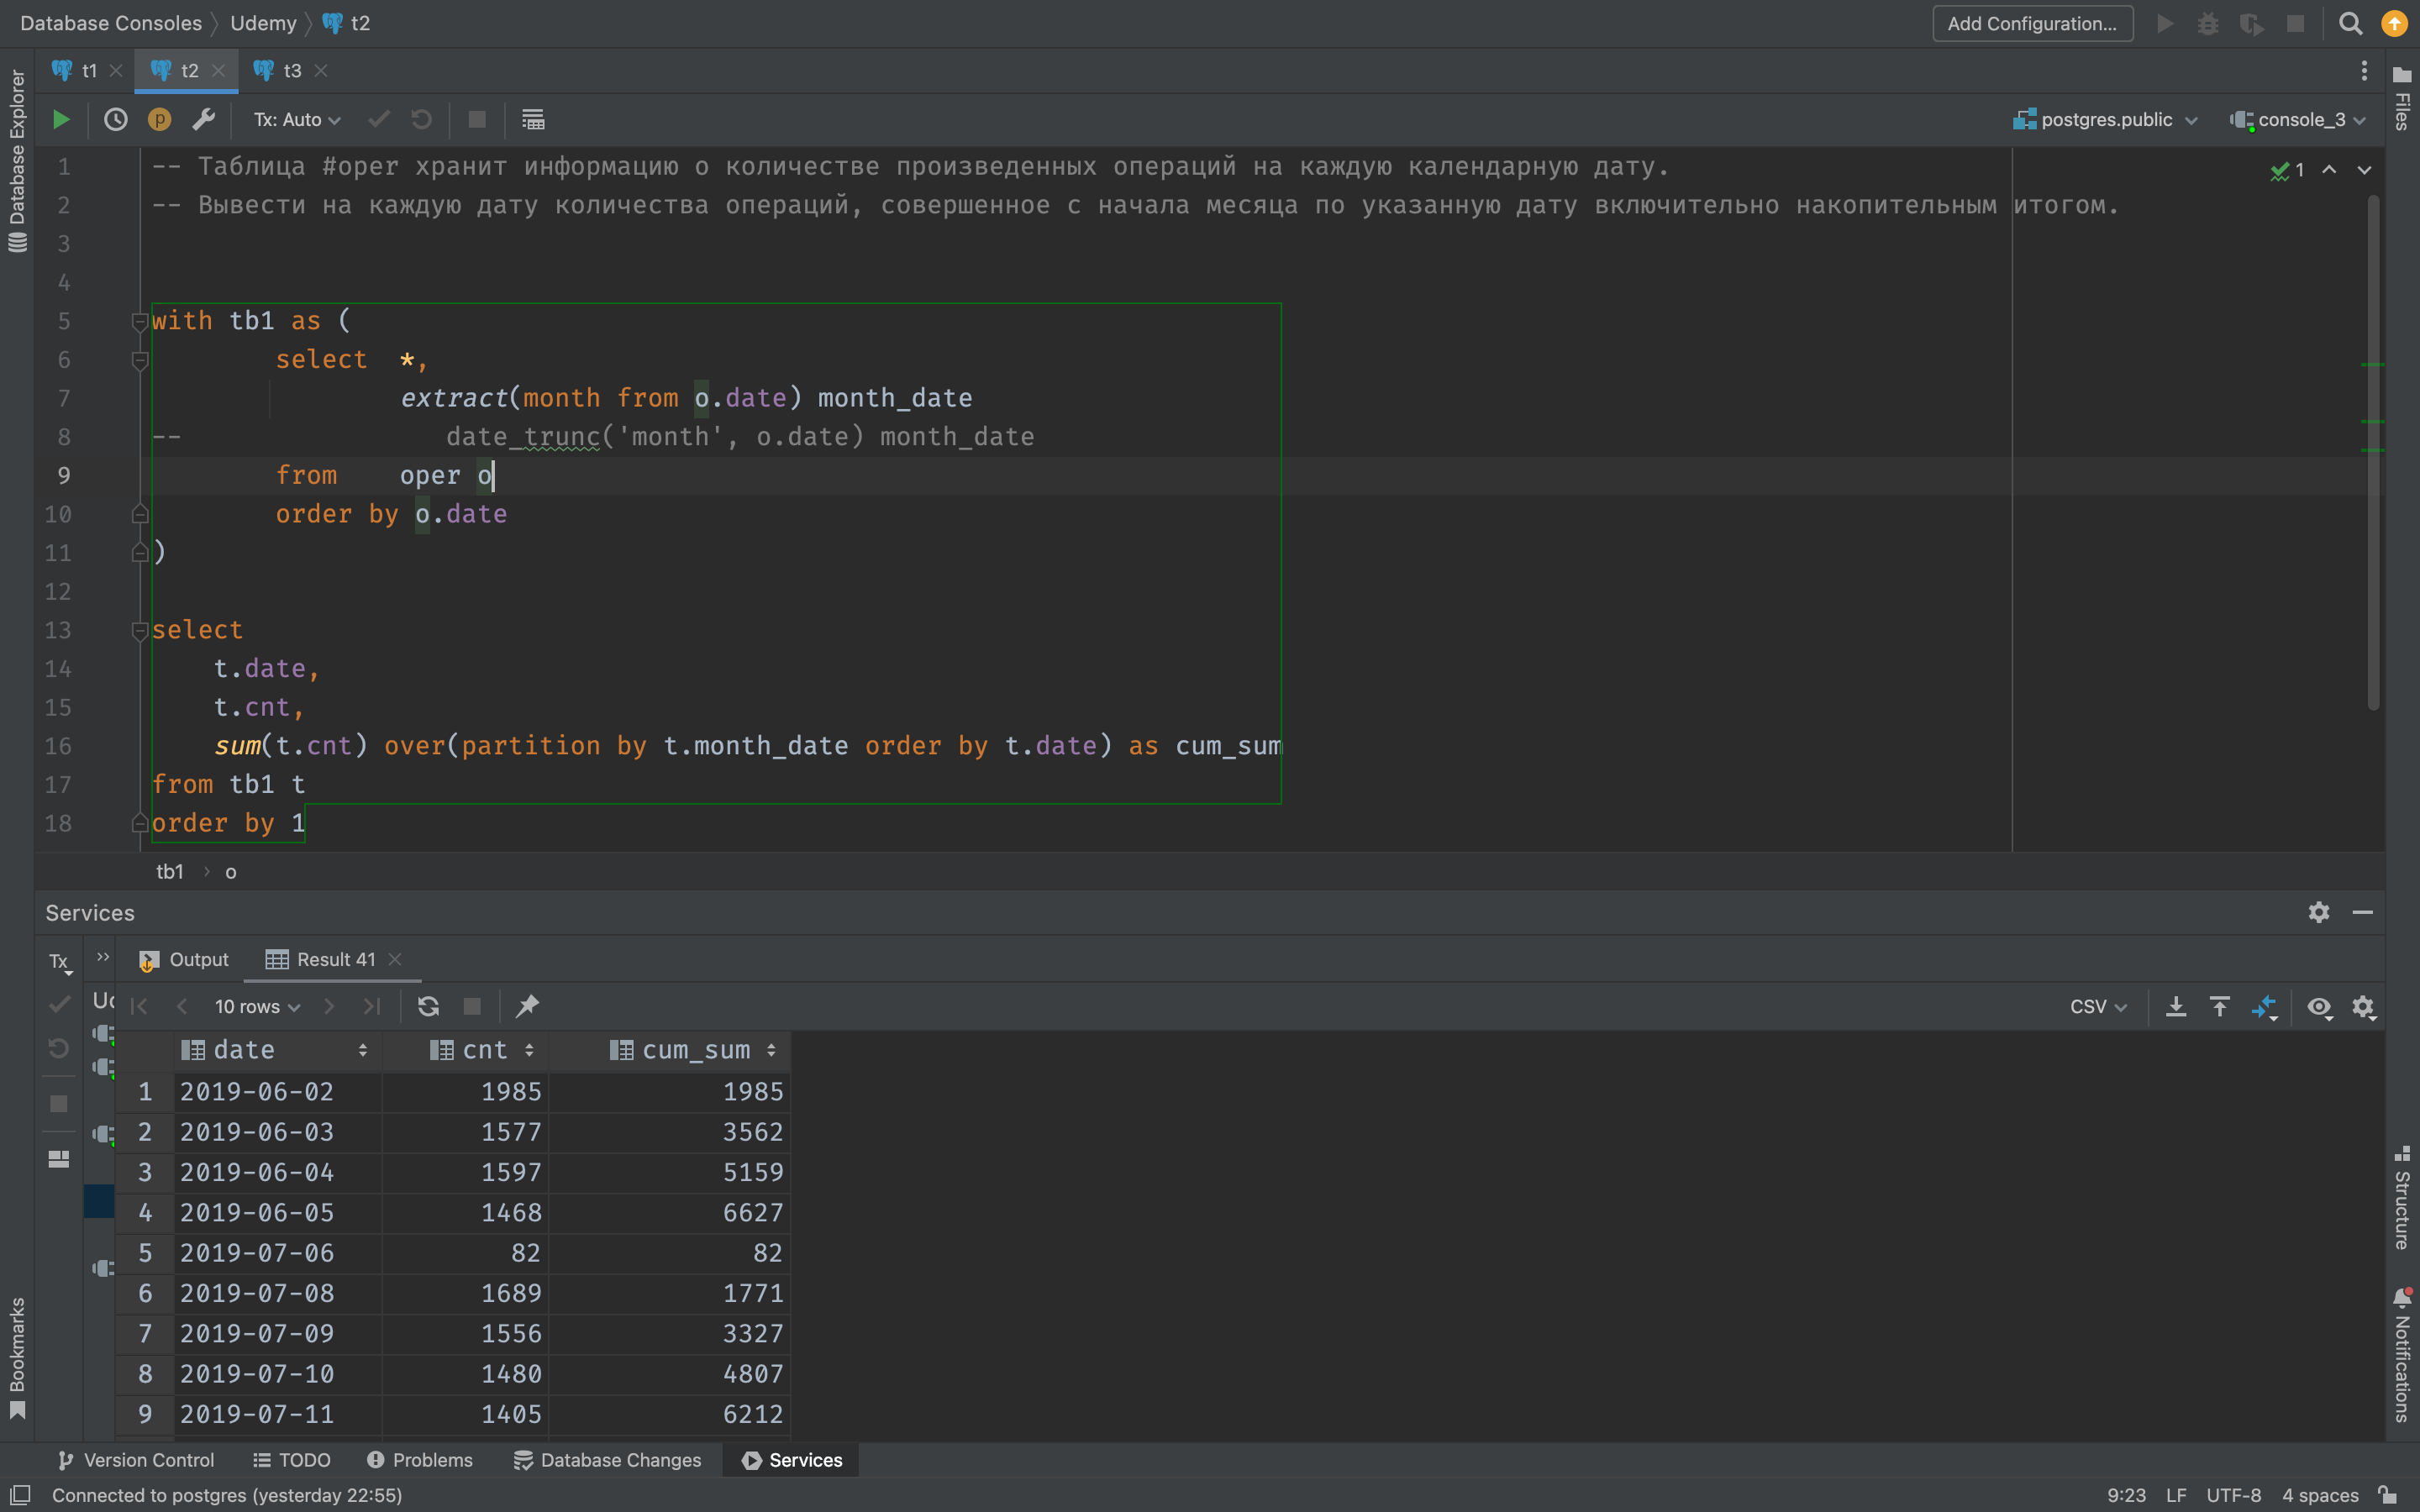 Database Consoles Udemy t2 Add Configuration...
t1 t2 t3
Tx: Auto postgres.public console_3
1 -- Таблица #oper хранит информацию о количестве произведенных операций на каждую календарную дату.
2 -- Вывести на каждую дату количества операций, совершенное с начала месяца по указанную дату включительно накопительным итогом.
1
3
4
5 with tb1 as (
6 select *,
7 extract(month from o.date) month_date
8 -- date_trunc('month', o.date) month_date
9 from oper o
10 order by o.date
11 )
12
13 select
14 t.date,
15 t.cnt,
16 sum(t.cnt) over(partition by t.month_date order by t.date) as cum_sum
17 from tb1 t
18 order by 1
tb1 o
Services
Tx Output Result 41
10 rows CSV
date cnt cum_sum
1 2019-06-02 1985 1985
2 2019-06-03 1577 3562
3 2019-06-04 1597 5159
4 2019-06-05 1468 6627
5 2019-07-06 82 82
6 2019-07-08 1689 1771
7 2019-07-09 1556 3327
8 2019-07-10 1480 4807
9 2019-07-11 1405 6212
Version Control TODO Problems Database Changes Services
Connected to postgres (yesterday 22:55) 9:23 LF UTF-8 4 spaces
Database Explorer
Bookmarks
Files
Structure
Notifications